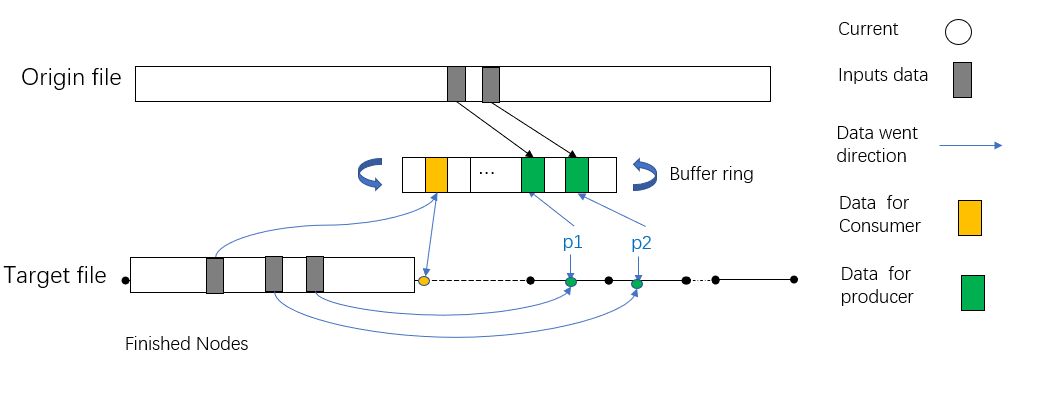 Current
Origin file
Inputs data
Data went
direction
...
Buffer ring
Data for
Consumer
p1
p2
Target file
Data for
producer
Finished Nodes